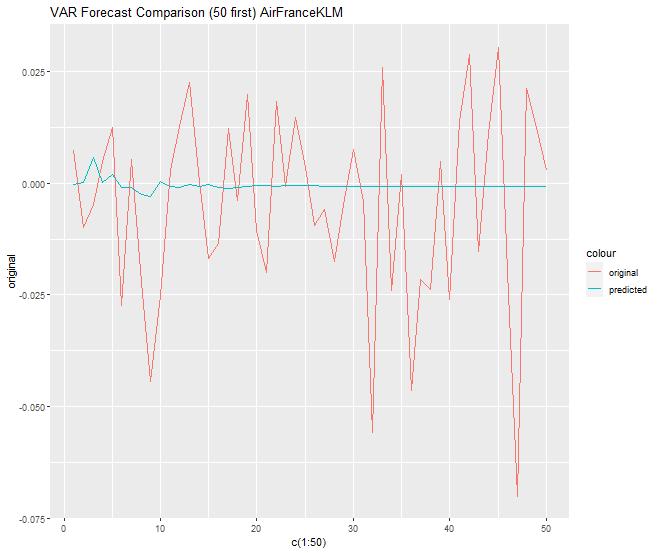 VAR Forecast Comparison (50 first) AirFranceKLM
0.025
0.000
-0.025
-0.050
-0.075
original
0
10
20
30
40
50
c(1:50)
colour
original
predicted